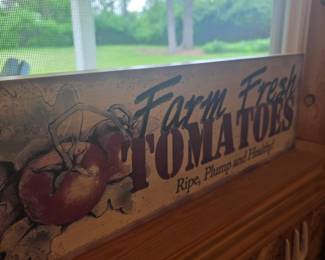 Farm Fresh
TOMATOES
Ripe, Plump and Healthy!